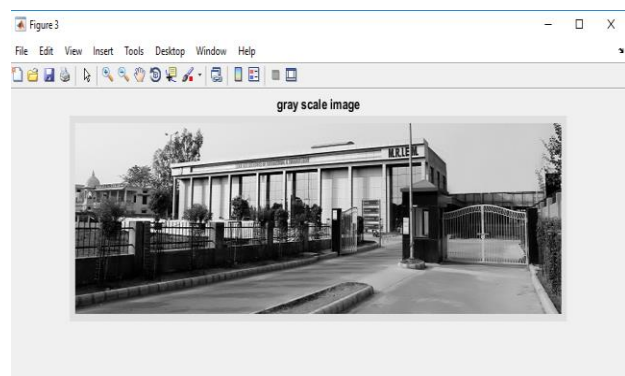 Figure 3
File Edit View Insert Tools Desktop Window Help
gray scale image
M.R.I.E.M.